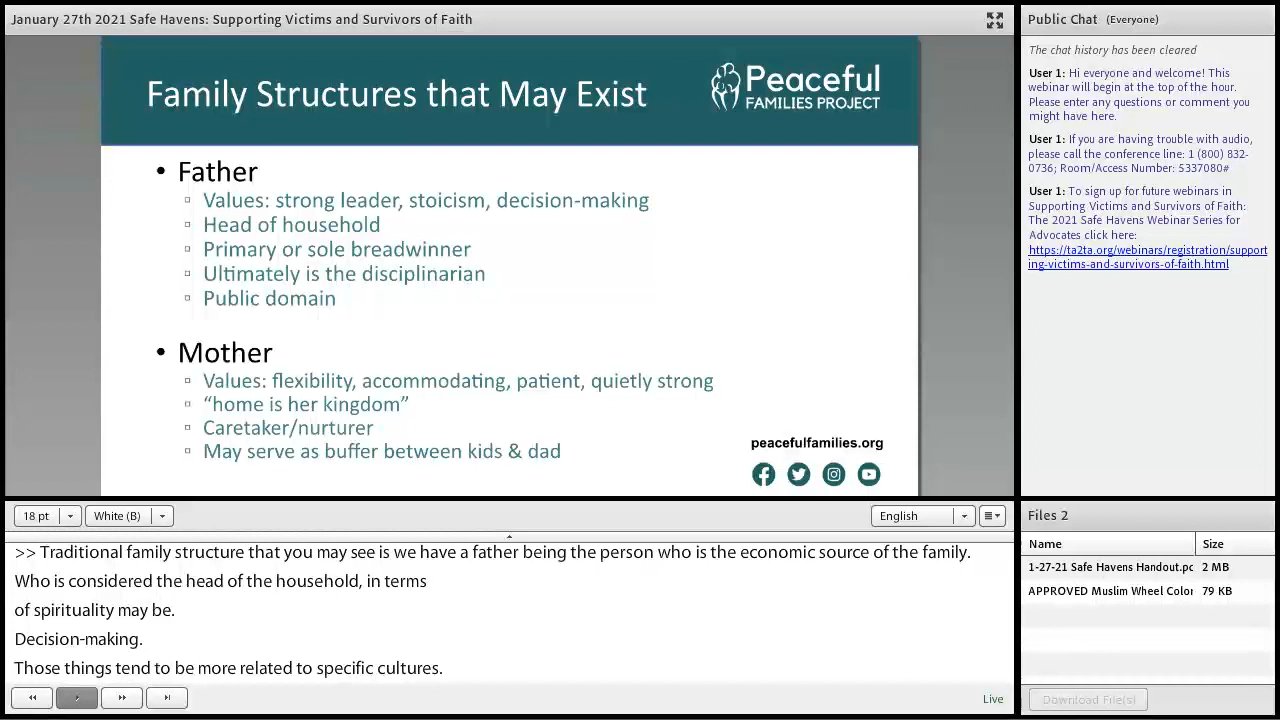 January 27th 2021 Safe Havens: Supporting Victims and Survivors of Faith
Family Structures that May Exist
Peaceful
FAMILIES PROJECT
• Father
Values: strong leader, stoicism, decision-making
Head of household
Primary or sole breadwinner
Ultimately is the disciplinarian
Public domain
• Mother
Values: flexibility, accommodating, patient, quietly strong
“home is her kingdom”
Caretaker/nurturer
May serve as buffer between kids & dad
peacefulfamilies.org
18 pt
White (B)
English
>> Traditional family structure that you may see is we have a father being the person who is the economic source of the family.
Who is considered the head of the household, in terms
of spirituality may be.
Decision-making.
Those things tend to be more related to specific cultures.
Live
Public Chat (Everyone)
The chat history has been cleared
User 1: Hi everyone and welcome! This
webinar will begin at the top of the hour.
Please enter any questions or comment you
might have here.
User 1: If you are having trouble with audio,
please call the conference line: 1 (800) 832-
0736; Room/Access Number: 5337080#
User 1: To sign up for future webinars in
Supporting Victims and Survivors of Faith:
The 2021 Safe Havens Webinar Series for
Advocates click here:
https://ta2ta.org/webinars/registration/support
ing-victims-and-survivors-of-faith.html
Files 2
Name Size
1-27-21 Safe Havens Handout.pc 2 MB
APPROVED Muslim Wheel Color 79 KB
Download File(s)